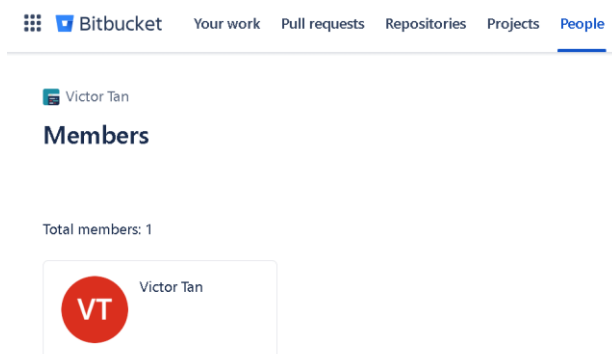 Bitbucket Your work Pull requests Repositories Projects People
Victor Tan
Members
Total members: 1
VT Victor Tan